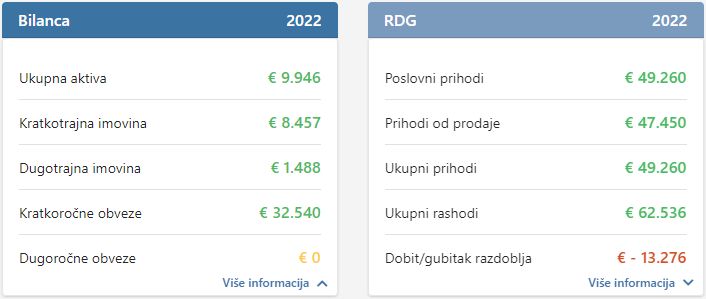 Bilanca 2022
Ukupna aktiva € 9.946
Kratkotrajna imovina € 8.457
Dugotrajna imovina € 1.488
Kratkoročne obveze € 32.540
Dugoročne obveze € 0
Više informacija
RDG 2022
Poslovni prihodi € 49.260
Prihodi od prodaje € 47.450
Ukupni prihodi € 49.260
Ukupni rashodi € 62.536
Dobit/gubitak razdoblja € - 13.276
Više informacija